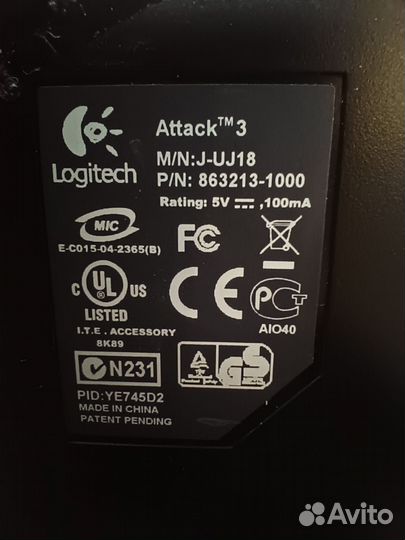 Logitech
Attack™ 3
M/N:J-UJ18
P/N: 863213-1000
Rating: 5V ⎓ ,100mA
MIC
E-C015-04-2365(B)
FC
C UL US
LISTED
I.T.E. ACCESSORY
8K89
CE
PCT
АІО40
N231
GS
PID:YE745D2
MADE IN CHINA
PATENT PENDING
Avito